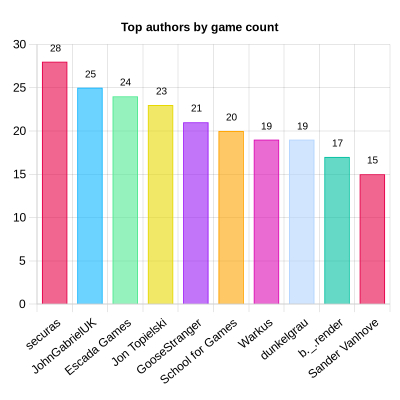 Top authors by game count
30
25
20
15
10
5
0
28
25
24
23
21
20
19
19
17
15
securas
JohnGabrielUK
Escada Games
Jon Topielski
GooseStranger
School for Games
Warkus
dunkelgrau
b._.render
Sander Vanhove